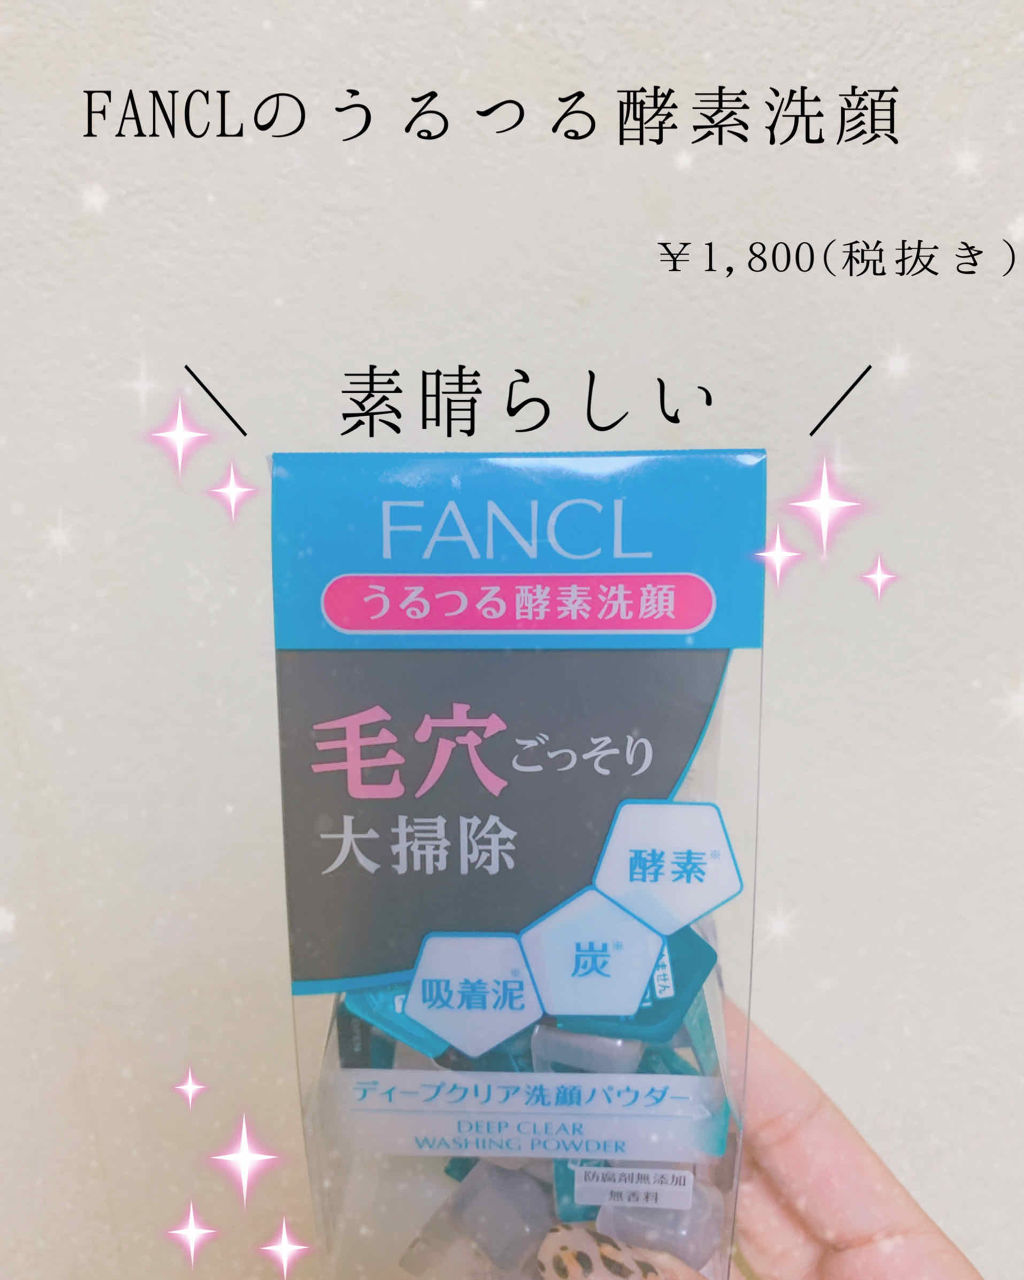 FANCLのうるつる酵素洗顔
¥1,800(税抜き)
\ 素晴らしい /
FANCL
うるつる酵素洗顔
毛穴ごっそり
大掃除
酵素※
炭※
吸着泥※
ません
ディープクリア洗顔パウダー
DEEP CLEAR
WASHING POWDER
防腐剤無添加
無香料